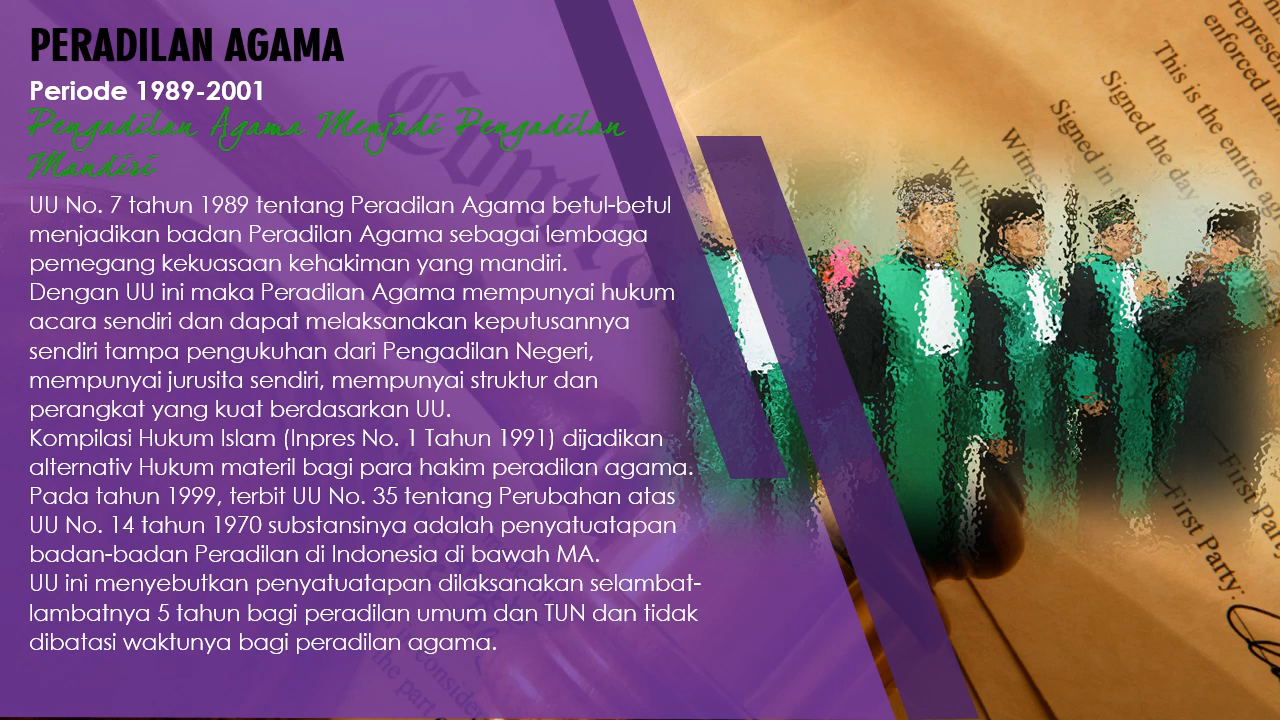 PERADILAN AGAMA
Periode 1989-2001
Pengadilan Agama Menjadi Pengadilan
Mandiri
UU No. 7 tahun 1989 tentang Peradilan Agama betul-betul
menjadikan badan Peradilan Agama sebagai lembaga
pemegang kekuasaan kehakiman yang mandiri.
Dengan UU ini maka Peradilan Agama mempunyai hukum
acara sendiri dan dapat melaksanakan keputusannya
sendiri tampa pengukuhan dari Pengadilan Negeri,
mempunyai jurusita sendiri, mempunyai struktur dan
perangkat yang kuat berdasarkan UU.
Kompilasi Hukum Islam (Inpres No. 1 Tahun 1991) dijadikan
alternativ Hukum materil bagi para hakim peradilan agama.
Pada tahun 1999, terbit UU No. 35 tentang Perubahan atas
UU No. 14 tahun 1970 substansinya adalah penyatuatapan
badan-badan Peradilan di Indonesia di bawah MA.
UU ini menyebutkan penyatuatapan dilaksanakan selambat-
lambatnya 5 tahun bagi peradilan umum dan TUN dan tidak
dibatasi waktunya bagi peradilan agama.
This is the entire
Signed the day
Signed in
First Party
First Party.